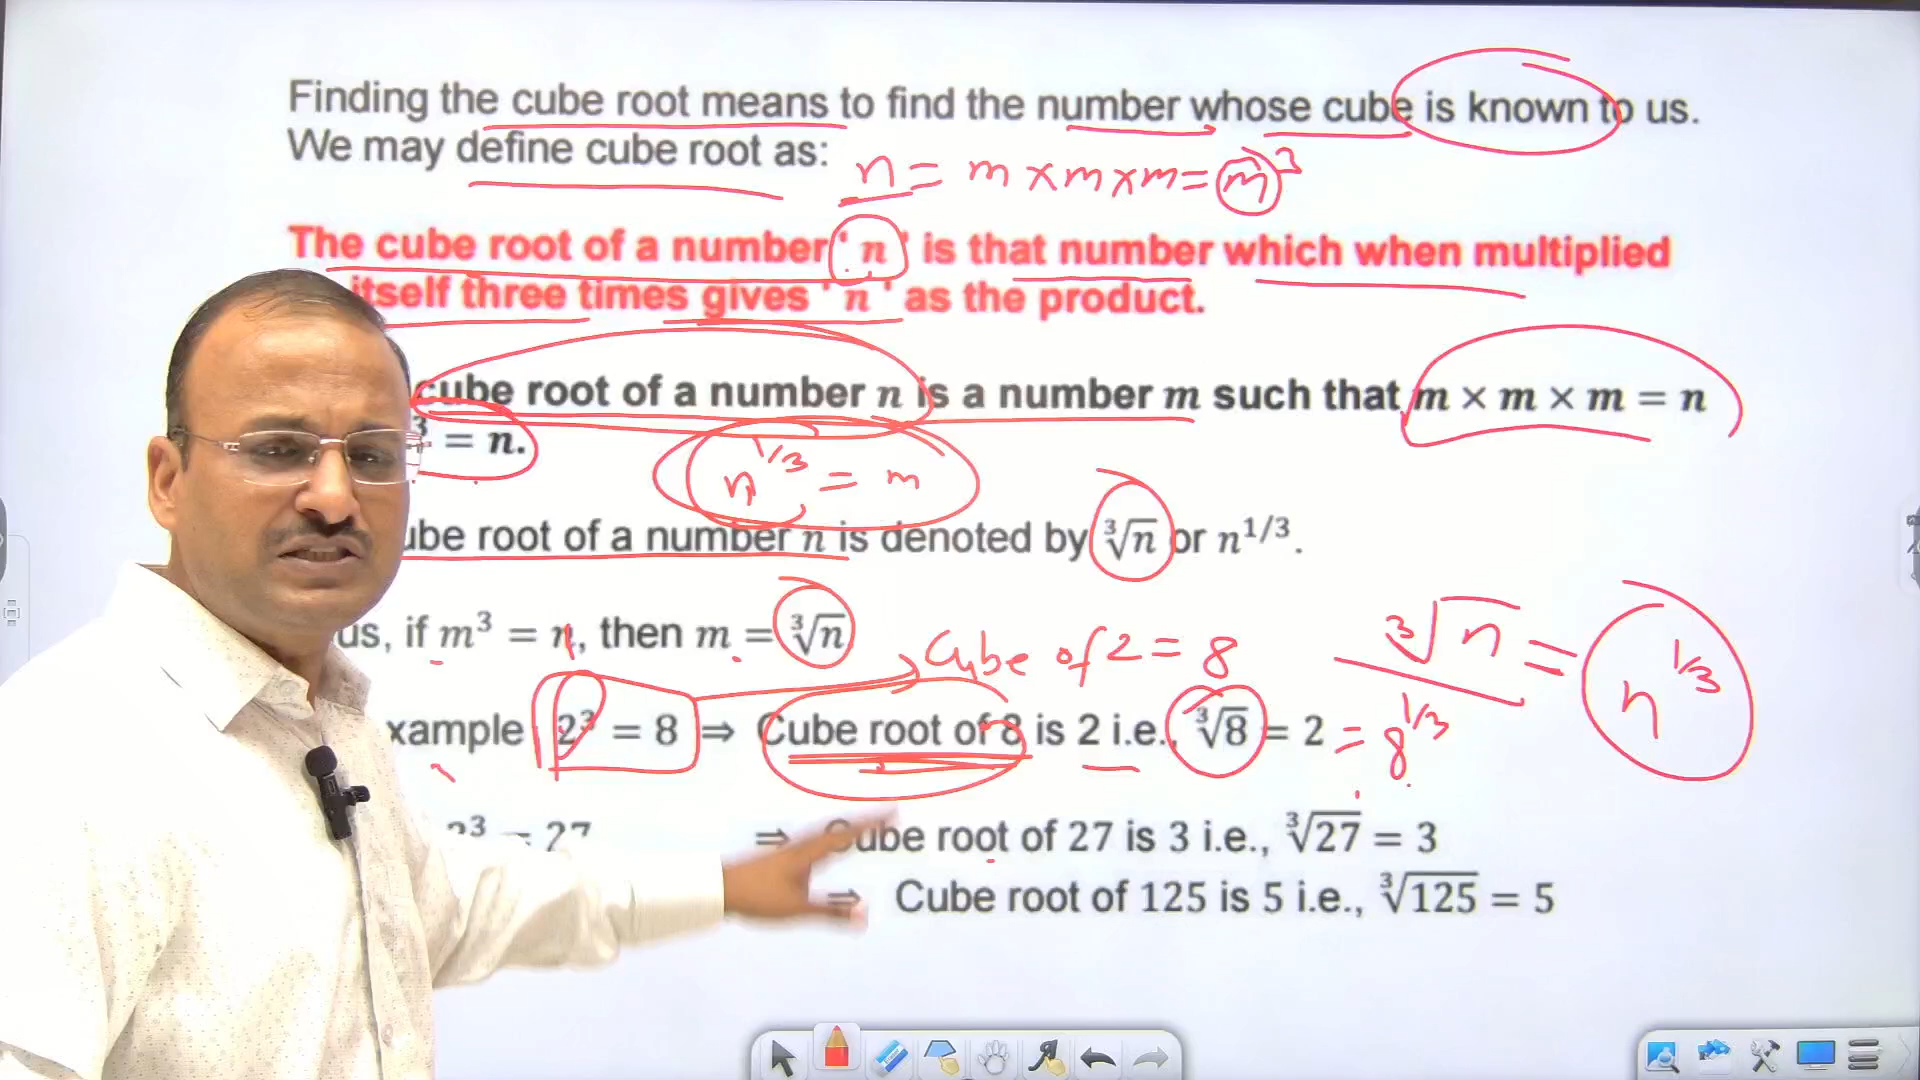 Finding the cube root means to find the number whose cube is known to us.
We may define cube root as:
n = m × m × m = m³
The cube root of a number ' n ' is that number which when multiplied
itself three times gives ' n ' as the product.
cube root of a number n is a number m such that m × m × m = n
³ = n.
n^1/3 = m
ube root of a number n is denoted by ∛n or n^1/3.
us, if m³ = n, then m = ∛n
Cube of 2 = 8
∛n = n^1/3
xample 2³ = 8 ⇒ Cube root of 8 is 2 i.e., ∛8 = 2 = 8^1/3
³ = 27 ⇒ Cube root of 27 is 3 i.e., ∛27 = 3
⇒ Cube root of 125 is 5 i.e., ∛125 = 5